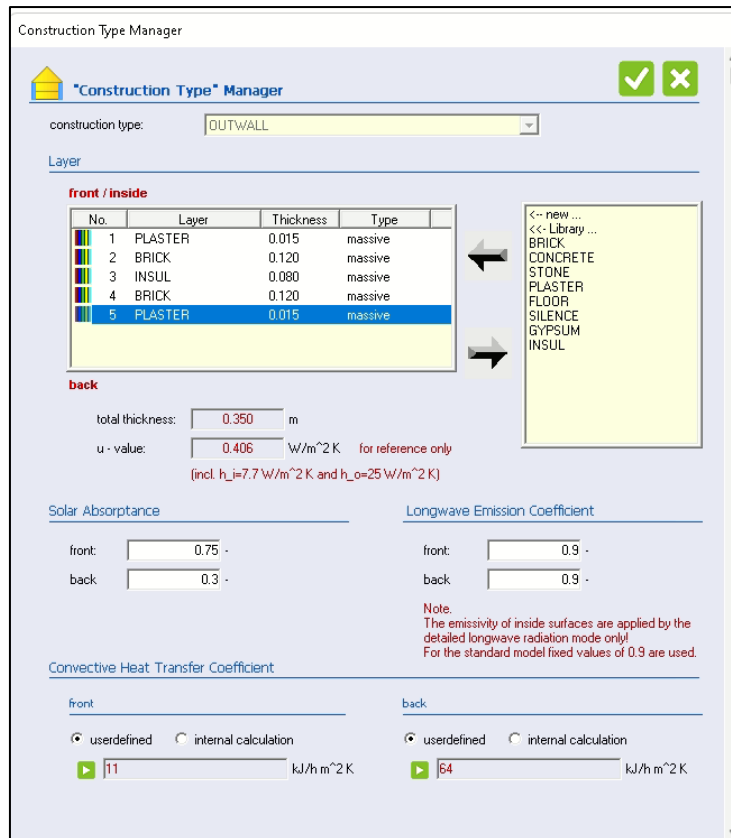 Construction Type Manager
"Construction Type" Manager
construction type: OUTWALL
Layer
front / inside
No. Layer Thickness Type
1 PLASTER 0.015 massive
2 BRICK 0.120 massive
3 INSUL 0.080 massive
4 BRICK 0.120 massive
5 PLASTER 0.015 massive
back
<-- new ...
<<- Library ...
BRICK
CONCRETE
STONE
PLASTER
FLOOR
SILENCE
GYPSUM
INSUL
total thickness: 0.350 m
u - value: 0.406 W/m^2 K for reference only
(incl. h_i=7.7 W/m^2 K and h_o=25 W/m^2 K)
Solar Absorptance
front: 0.75 -
back 0.3 -
Longwave Emission Coefficient
front: 0.9 -
back 0.9 -
Note.
The emissivity of inside surfaces are applied by the
detailed longwave radiation mode only!
For the standard model fixed values of 0.9 are used.
Convective Heat Transfer Coefficient
front
userdefined internal calculation
11 kJ/h m^2 K
back
userdefined internal calculation
64 kJ/h m^2 K